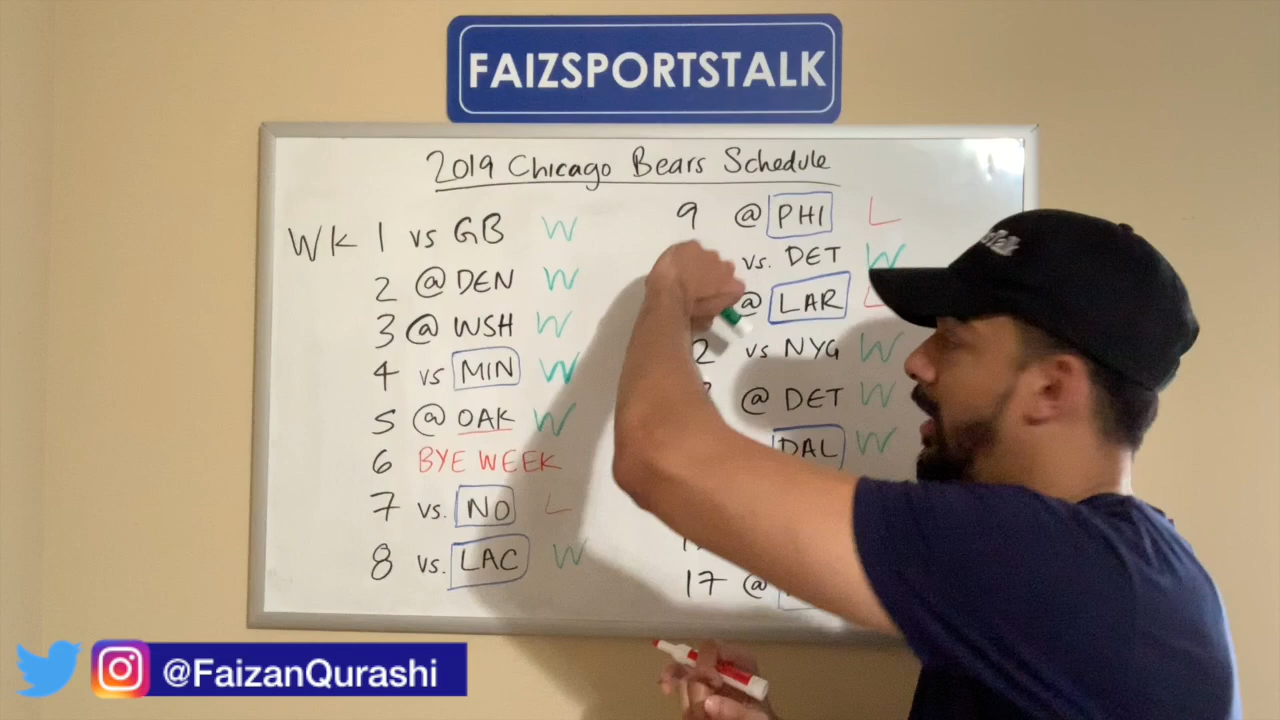 FAIZSPORTSTALK
2019 Chicago Bears Schedule
WK 1 vs GB W
2 @ DEN W
3 @ WSH W
4 vs MIN W
5 @ OAK W
6 BYE WEEK
7 vs. NO L
8 vs. LAC W
9 @ PHI L
vs. DET W
@ LAR L
2 vs NYG W
@ DET W
DAL W
17 @
@FaizanQurashi